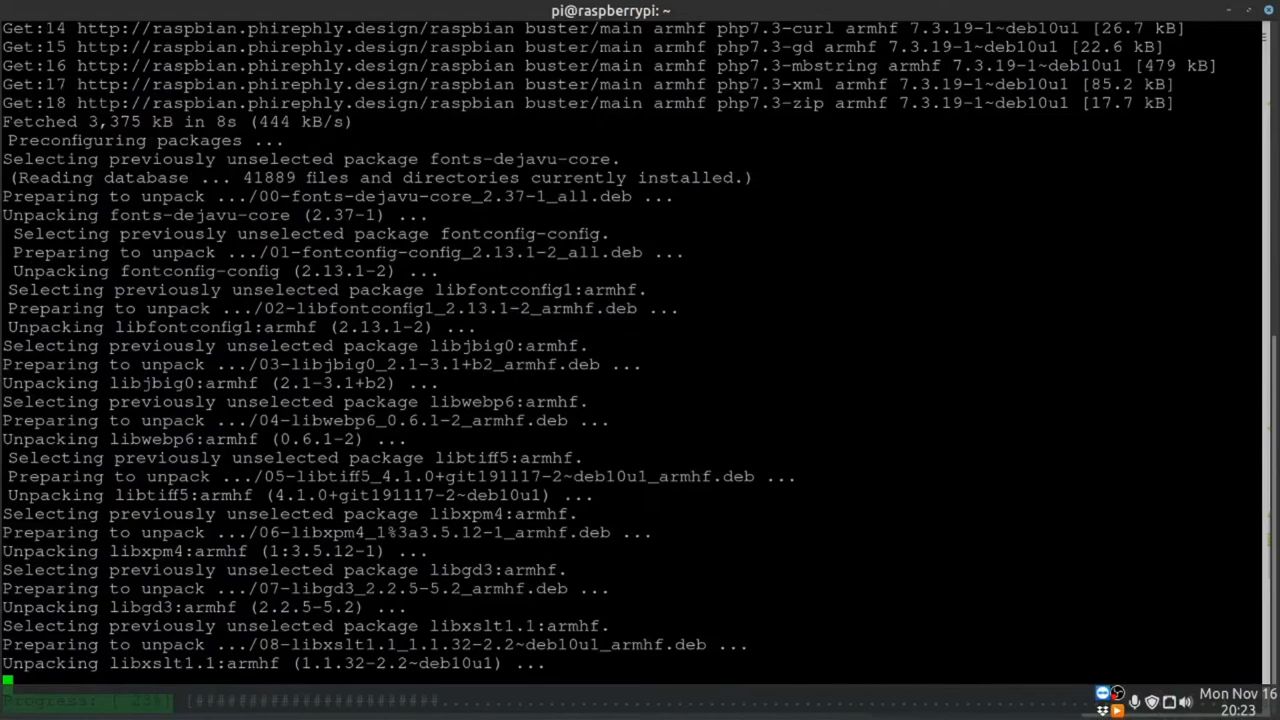 pi@raspberrypi: ~
Get:14 http://raspbian.phirephly.design/raspbian buster/main armhf php7.3-curl armhf 7.3.19-1~deb10u1 [26.7 kB]
Get:15 http://raspbian.phirephly.design/raspbian buster/main armhf php7.3-gd armhf 7.3.19-1~deb10u1 [22.6 kB]
Get:16 http://raspbian.phirephly.design/raspbian buster/main armhf php7.3-mbstring armhf 7.3.19-1~deb10u1 [479 kB]
Get:17 http://raspbian.phirephly.design/raspbian buster/main armhf php7.3-xml armhf 7.3.19-1~deb10u1 [85.2 kB]
Get:18 http://raspbian.phirephly.design/raspbian buster/main armhf php7.3-zip armhf 7.3.19-1~deb10u1 [17.7 kB]
Fetched 3,375 kB in 8s (444 kB/s)
Preconfiguring packages ...
Selecting previously unselected package fonts-dejavu-core.
(Reading database ... 41889 files and directories currently installed.)
Preparing to unpack .../00-fonts-dejavu-core_2.37-1_all.deb ...
Unpacking fonts-dejavu-core (2.37-1) ...
Selecting previously unselected package fontconfig-config.
Preparing to unpack .../01-fontconfig-config_2.13.1-2_all.deb ...
Unpacking fontconfig-config (2.13.1-2) ...
Selecting previously unselected package libfontconfig1:armhf.
Preparing to unpack .../02-libfontconfig1_2.13.1-2_armhf.deb ...
Unpacking libfontconfig1:armhf (2.13.1-2) ...
Selecting previously unselected package libjbig0:armhf.
Preparing to unpack .../03-libjbig0_2.1-3.1+b2_armhf.deb ...
Unpacking libjbig0:armhf (2.1-3.1+b2) ...
Selecting previously unselected package libwebp6:armhf.
Preparing to unpack .../04-libwebp6_0.6.1-2_armhf.deb ...
Unpacking libwebp6:armhf (0.6.1-2) ...
Selecting previously unselected package libtiff5:armhf.
Preparing to unpack .../05-libtiff5_4.1.0+git191117-2~deb10u1_armhf.deb ...
Unpacking libtiff5:armhf (4.1.0+git191117-2~deb10u1) ...
Selecting previously unselected package libxpm4:armhf.
Preparing to unpack .../06-libxpm4_1%3a3.5.12-1_armhf.deb ...
Unpacking libxpm4:armhf (1:3.5.12-1) ...
Selecting previously unselected package libgd3:armhf.
Preparing to unpack .../07-libgd3_2.2.5-5.2_armhf.deb ...
Unpacking libgd3:armhf (2.2.5-5.2) ...
Selecting previously unselected package libxslt1.1:armhf.
Preparing to unpack .../08-libxslt1.1_1.1.32-2.2~deb10u1_armhf.deb ...
Unpacking libxslt1.1:armhf (1.1.32-2.2~deb10u1) ...
Progress:
Mon Nov 16
20:23